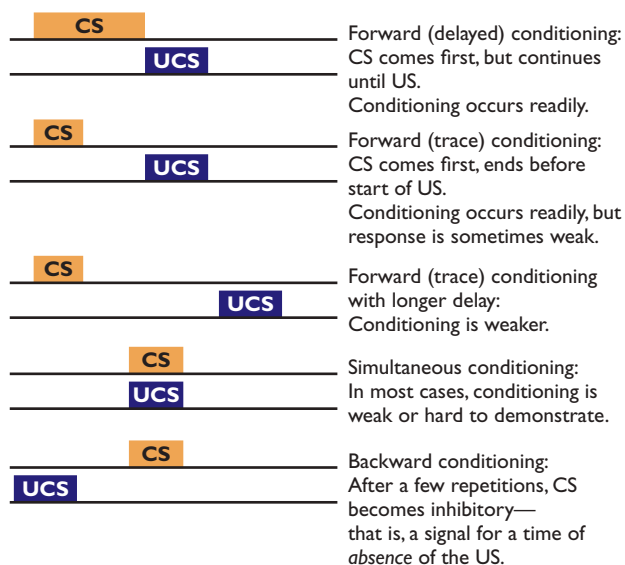 CS
UCS
Forward (delayed) conditioning:
CS comes first, but continues
until US.
Conditioning occurs readily.
CS
UCS
Forward (trace) conditioning:
CS comes first, ends before
start of US.
Conditioning occurs readily, but
response is sometimes weak.
CS
UCS
Forward (trace) conditioning
with longer delay:
Conditioning is weaker.
CS
UCS
Simultaneous conditioning:
In most cases, conditioning is
weak or hard to demonstrate.
CS
UCS
Backward conditioning:
After a few repetitions, CS
becomes inhibitory—
that is, a signal for a time of
absence of the US.